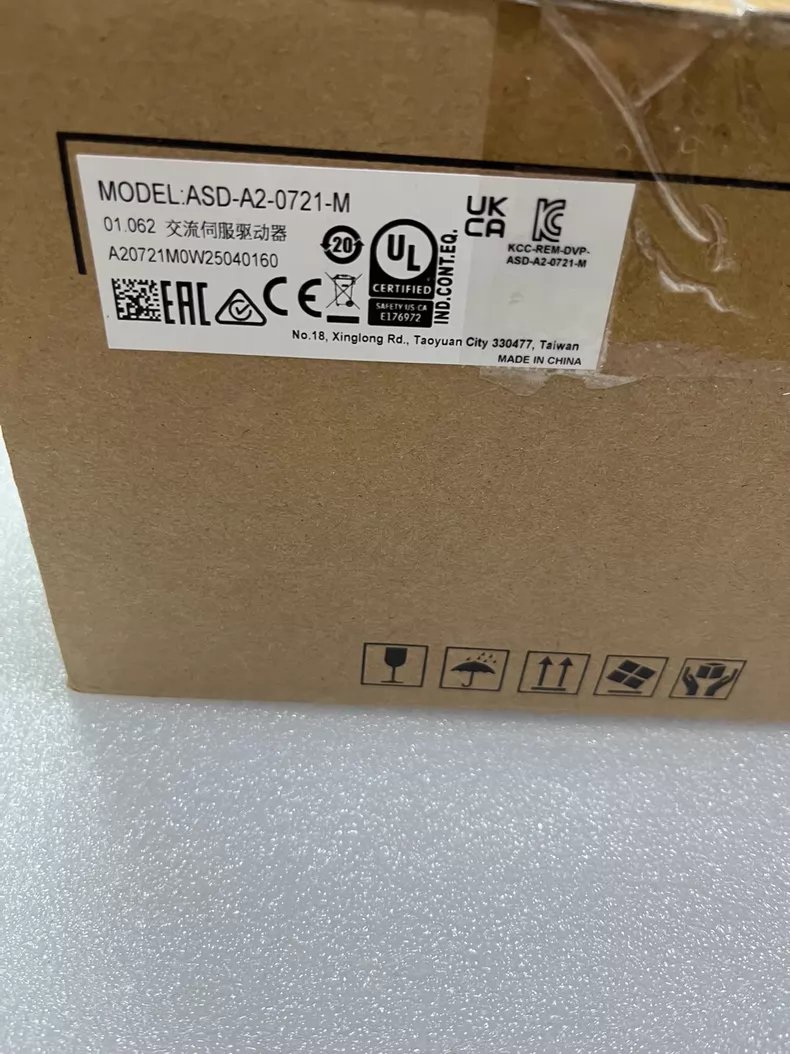 MODEL:ASD-A2-0721-M
01.062 交流伺服驱动器
A20721M0W25040160
20
UL
CERTIFIED
SAFETY US CA
E176972
IND.CONT.EQ.
UK
CA
KCC-REM-DVP-
ASD-A2-0721-M
EAC
CE
No.18, Xinglong Rd., Taoyuan City 330477, Taiwan
MADE IN CHINA